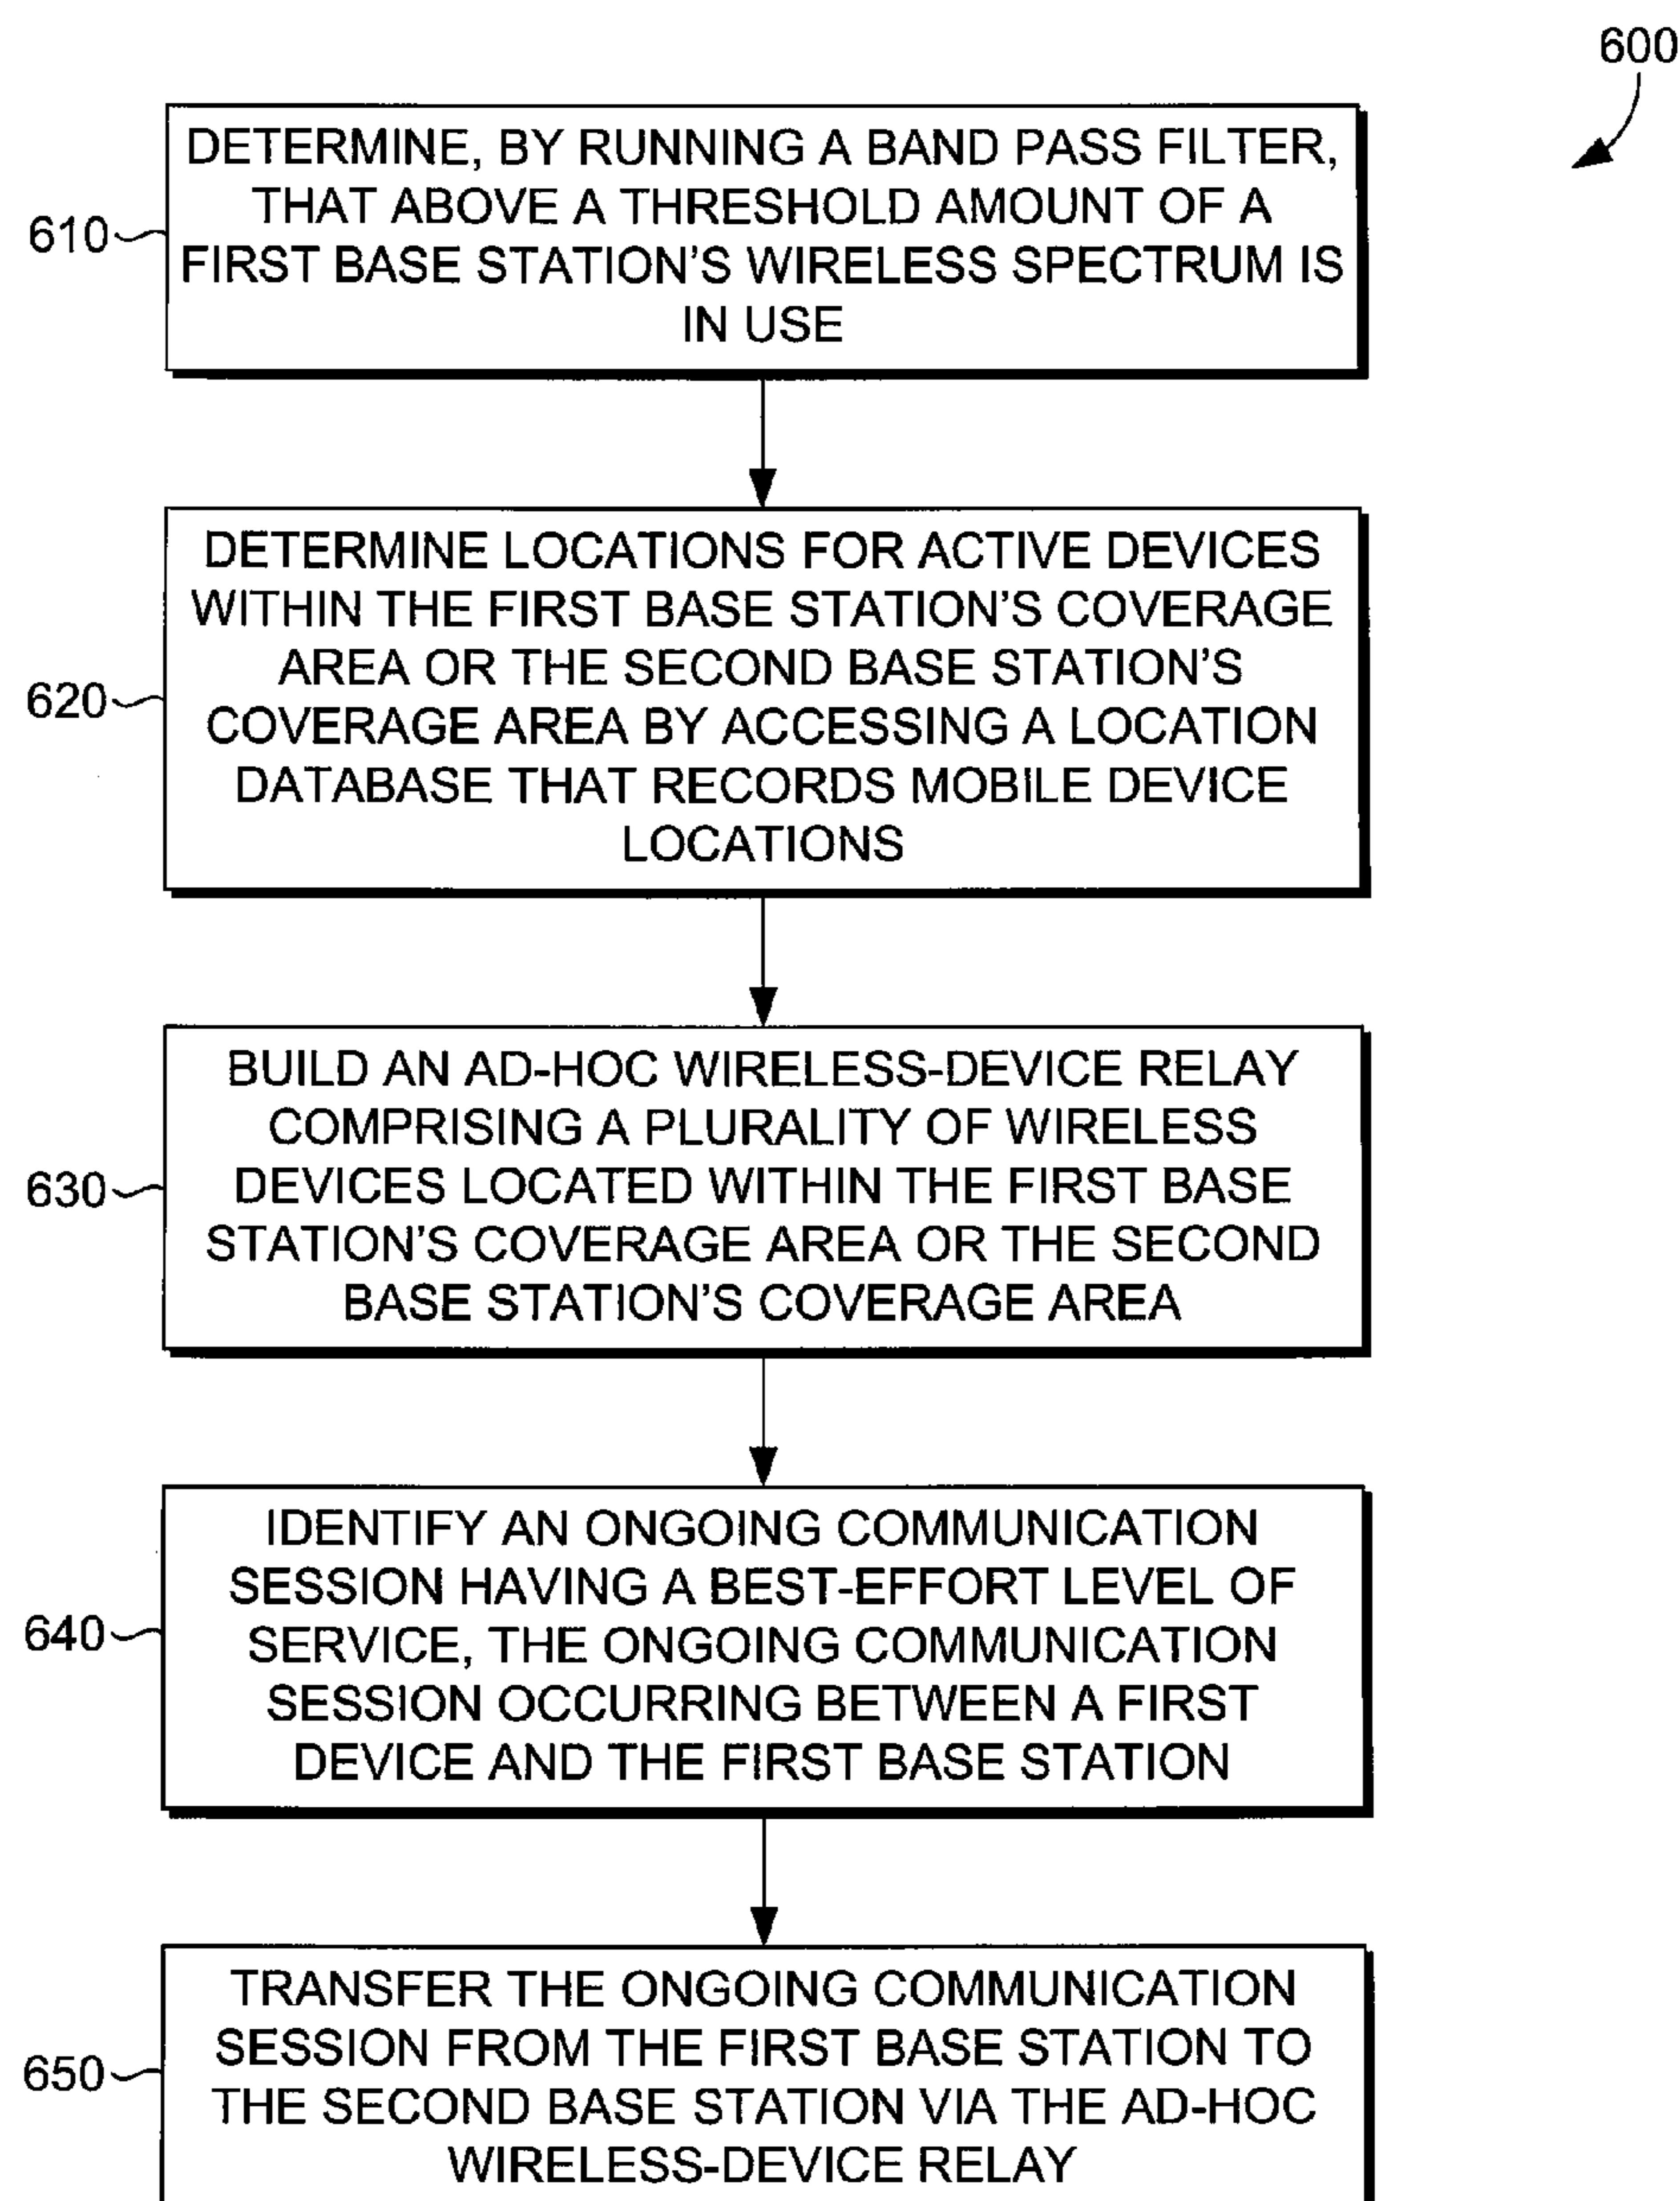 600
DETERMINE, BY RUNNING A BAND PASS FILTER,
THAT ABOVE A THRESHOLD AMOUNT OF A
FIRST BASE STATION'S WIRELESS SPECTRUM IS
IN USE
610
DETERMINE LOCATIONS FOR ACTIVE DEVICES
WITHIN THE FIRST BASE STATION'S COVERAGE
AREA OR THE SECOND BASE STATION'S
COVERAGE AREA BY ACCESSING A LOCATION
DATABASE THAT RECORDS MOBILE DEVICE
LOCATIONS
620
BUILD AN AD-HOC WIRELESS-DEVICE RELAY
COMPRISING A PLURALITY OF WIRELESS
DEVICES LOCATED WITHIN THE FIRST BASE
STATION'S COVERAGE AREA OR THE SECOND
BASE STATION'S COVERAGE AREA
630
IDENTIFY AN ONGOING COMMUNICATION
SESSION HAVING A BEST-EFFORT LEVEL OF
SERVICE, THE ONGOING COMMUNICATION
SESSION OCCURRING BETWEEN A FIRST
DEVICE AND THE FIRST BASE STATION
640
TRANSFER THE ONGOING COMMUNICATION
SESSION FROM THE FIRST BASE STATION TO
THE SECOND BASE STATION VIA THE AD-HOC
WIRELESS-DEVICE RELAY
650